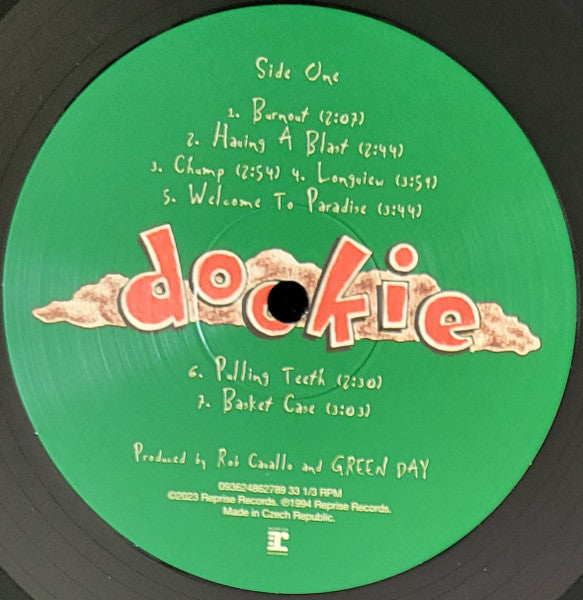 Side One
1. Burnout (2:07)
2. Having A Blast (2:44)
3. Chump (2:54) 4. Longview (3:59)
5. Welcome To Paradise (3:44)
dookie
6. Pulling Teeth (2:30)
7. Basket Case (3:03)
Produced by Rob Cavallo and GREEN DAY
093624862789 33 1/3 RPM
©2023 Reprise Records. ℗1994 Reprise Records.
Made in Czech Republic.